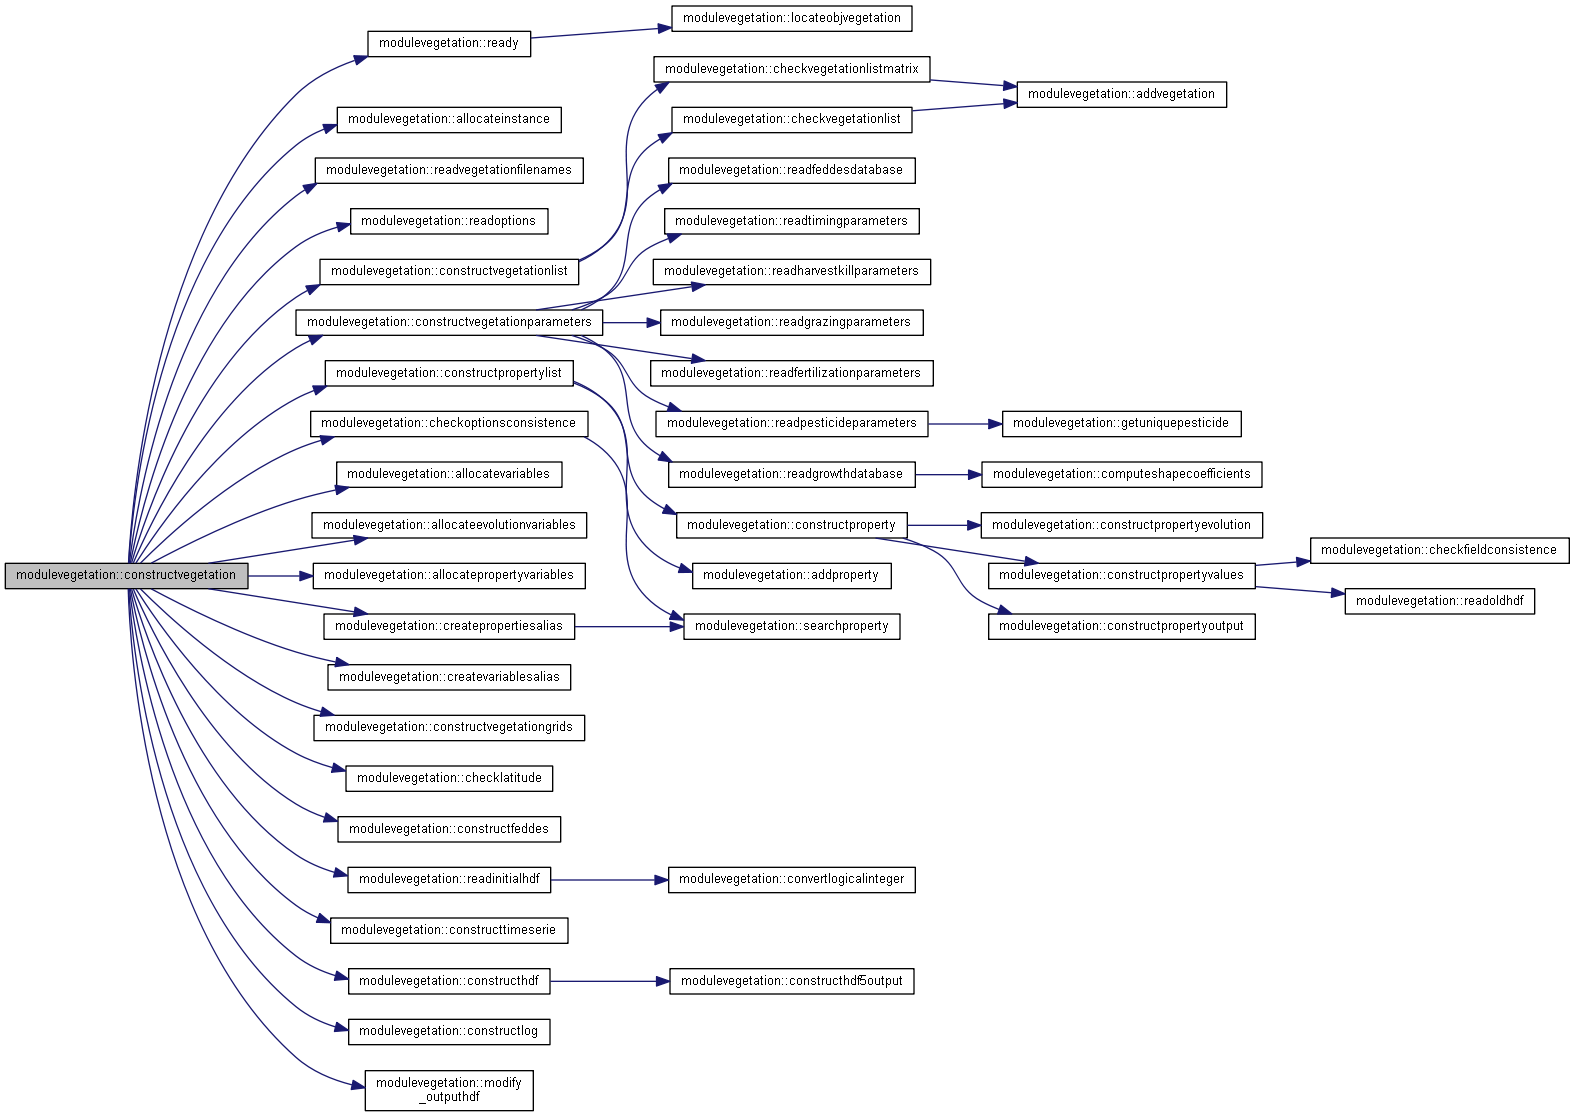 modulevegetation::constructvegetation
modulevegetation::ready
modulevegetation::allocateinstance
modulevegetation::readvegetationfilenames
modulevegetation::readoptions
modulevegetation::constructvegetationlist
modulevegetation::constructvegetationparameters
modulevegetation::constructpropertylist
modulevegetation::checkoptionsconsistence
modulevegetation::allocatevariables
modulevegetation::allocateevolutionvariables
modulevegetation::allocatepropertyvariables
modulevegetation::createpropertiesalias
modulevegetation::createvariablesalias
modulevegetation::constructvegetationgrids
modulevegetation::checklatitude
modulevegetation::constructfeddes
modulevegetation::readinitialhdf
modulevegetation::constructtimeserie
modulevegetation::constructhdf
modulevegetation::constructlog
modulevegetation::modify
_outputhdf
modulevegetation::locateobjvegetation
modulevegetation::checkvegetationlistmatrix
modulevegetation::checkvegetationlist
modulevegetation::readfeddesdatabase
modulevegetation::readtimingparameters
modulevegetation::readharvestkillparameters
modulevegetation::readgrazingparameters
modulevegetation::readfertilizationparameters
modulevegetation::readpesticideparameters
modulevegetation::readgrowthdatabase
modulevegetation::constructproperty
modulevegetation::addproperty
modulevegetation::searchproperty
modulevegetation::convertlogicalinteger
modulevegetation::constructhdf5output
modulevegetation::addvegetation
modulevegetation::getuniquepesticide
modulevegetation::computeshapecoefficients
modulevegetation::constructpropertyevolution
modulevegetation::constructpropertyvalues
modulevegetation::constructpropertyoutput
modulevegetation::checkfieldconsistence
modulevegetation::readoldhdf